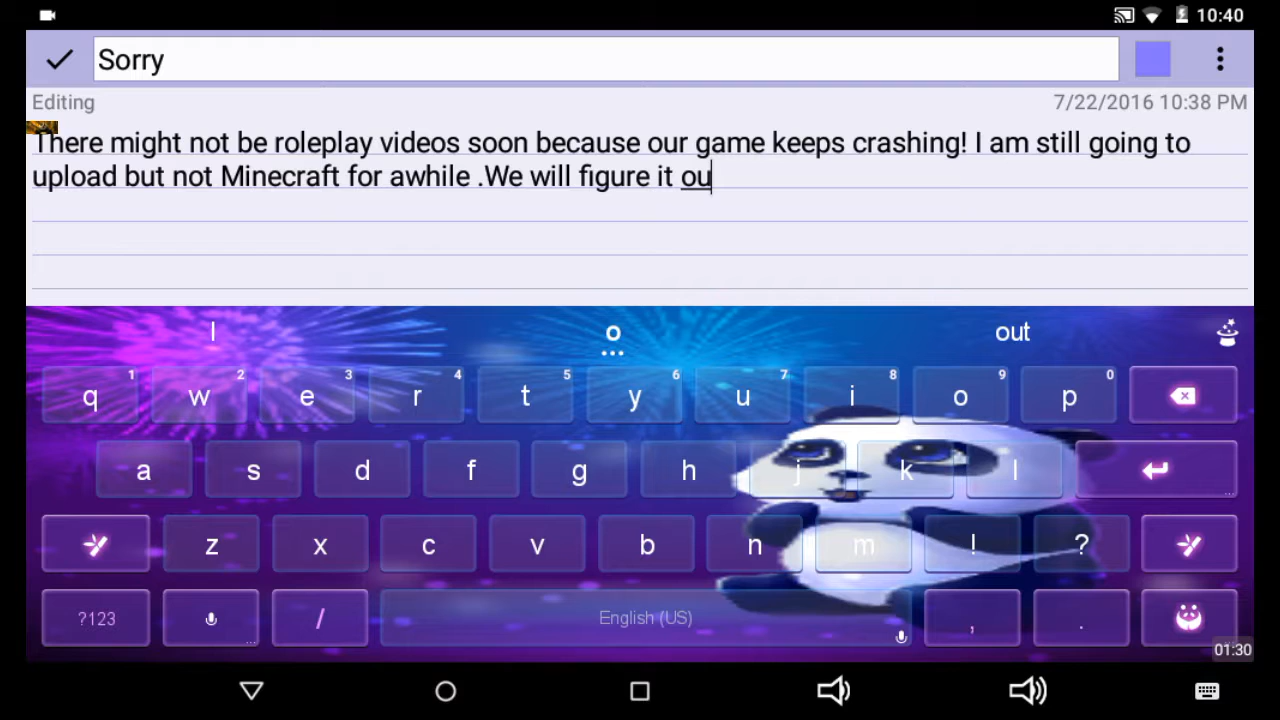 10:40
Sorry
Editing 7/22/2016 10:38 PM
There might not be roleplay videos soon because our game keeps crashing! I am still going to
upload but not Minecraft for awhile .We will figure it ou
I o out
q 1 w 2 e 3 r 4 t 5 y 6 u 7 i 8 o 9 p 0
a s d f g h j k l
z x c v b n m ! ?
?123 / English (US) , .
01:30